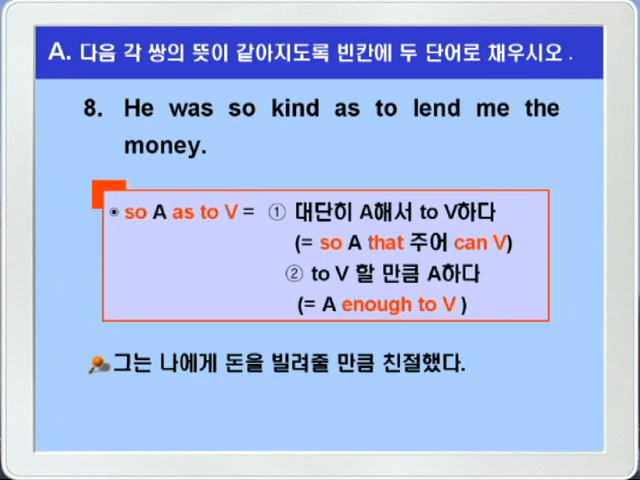 A. 다음 각 쌍의 뜻이 같아지도록 빈칸에 두 단어로 채우시오 .
8. He was so kind as to lend me the
money.
so A as to V = ① 대단히 A해서 to V하다
(= so A that 주어 can V)
② to V 할 만큼 A하다
(= A enough to V )
그는 나에게 돈을 빌려줄 만큼 친절했다.